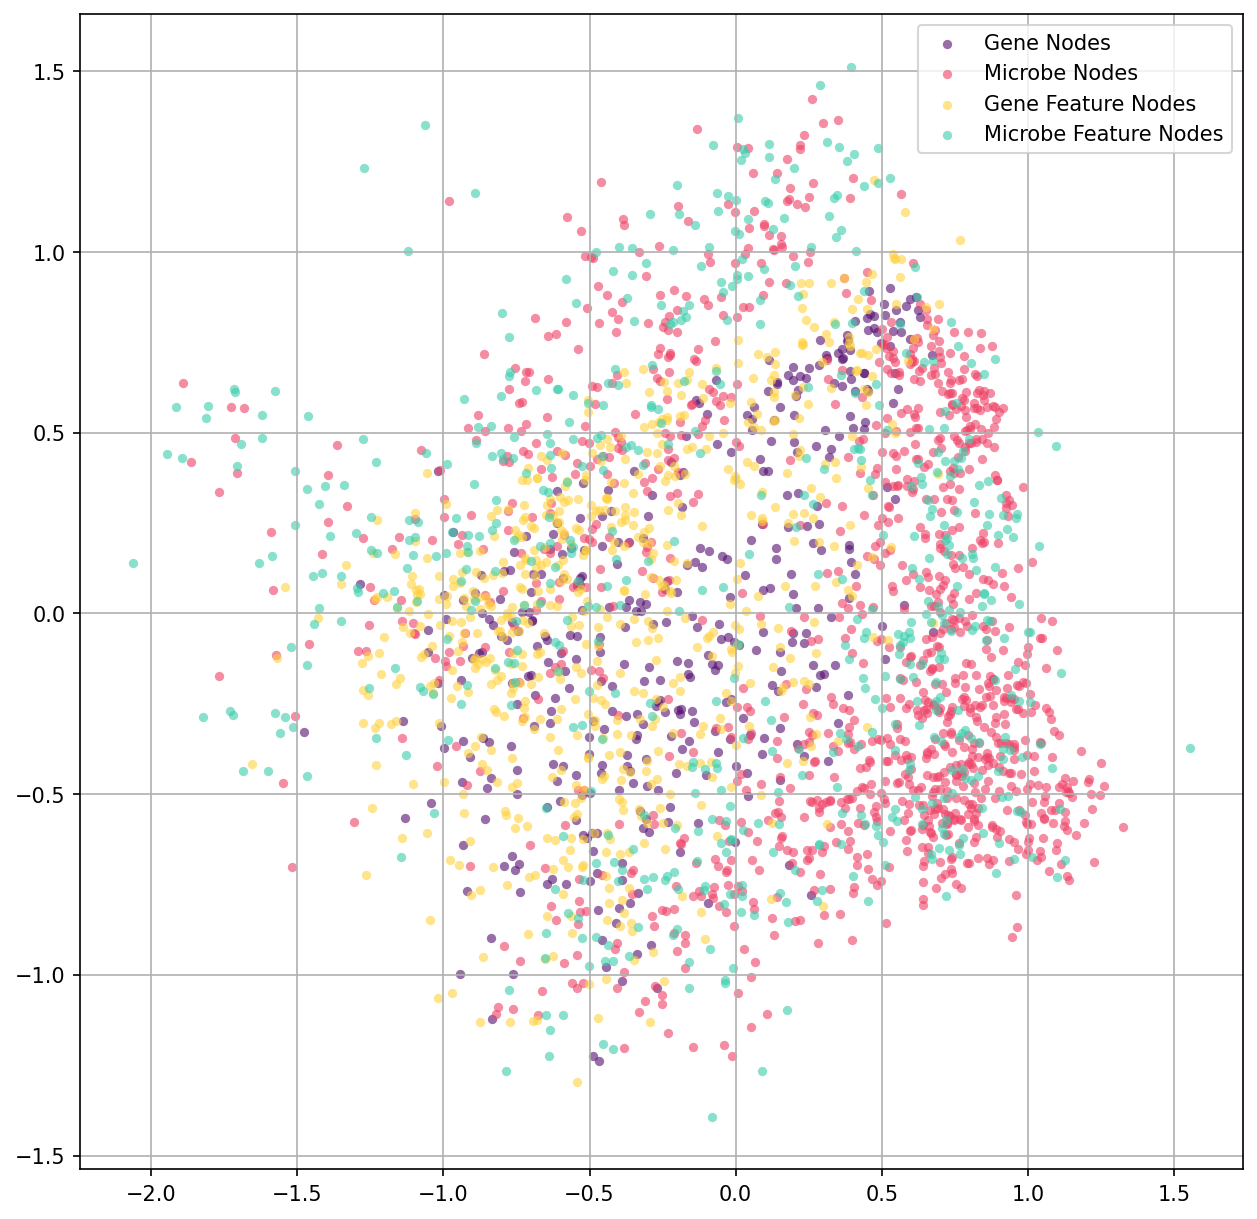 Gene Nodes
Microbe Nodes
Gene Feature Nodes
Microbe Feature Nodes
1.5
1.0
0.5
0.0
−0.5
−1.0
−1.5
−2.0 −1.5 −1.0 −0.5 0.0 0.5 1.0 1.5